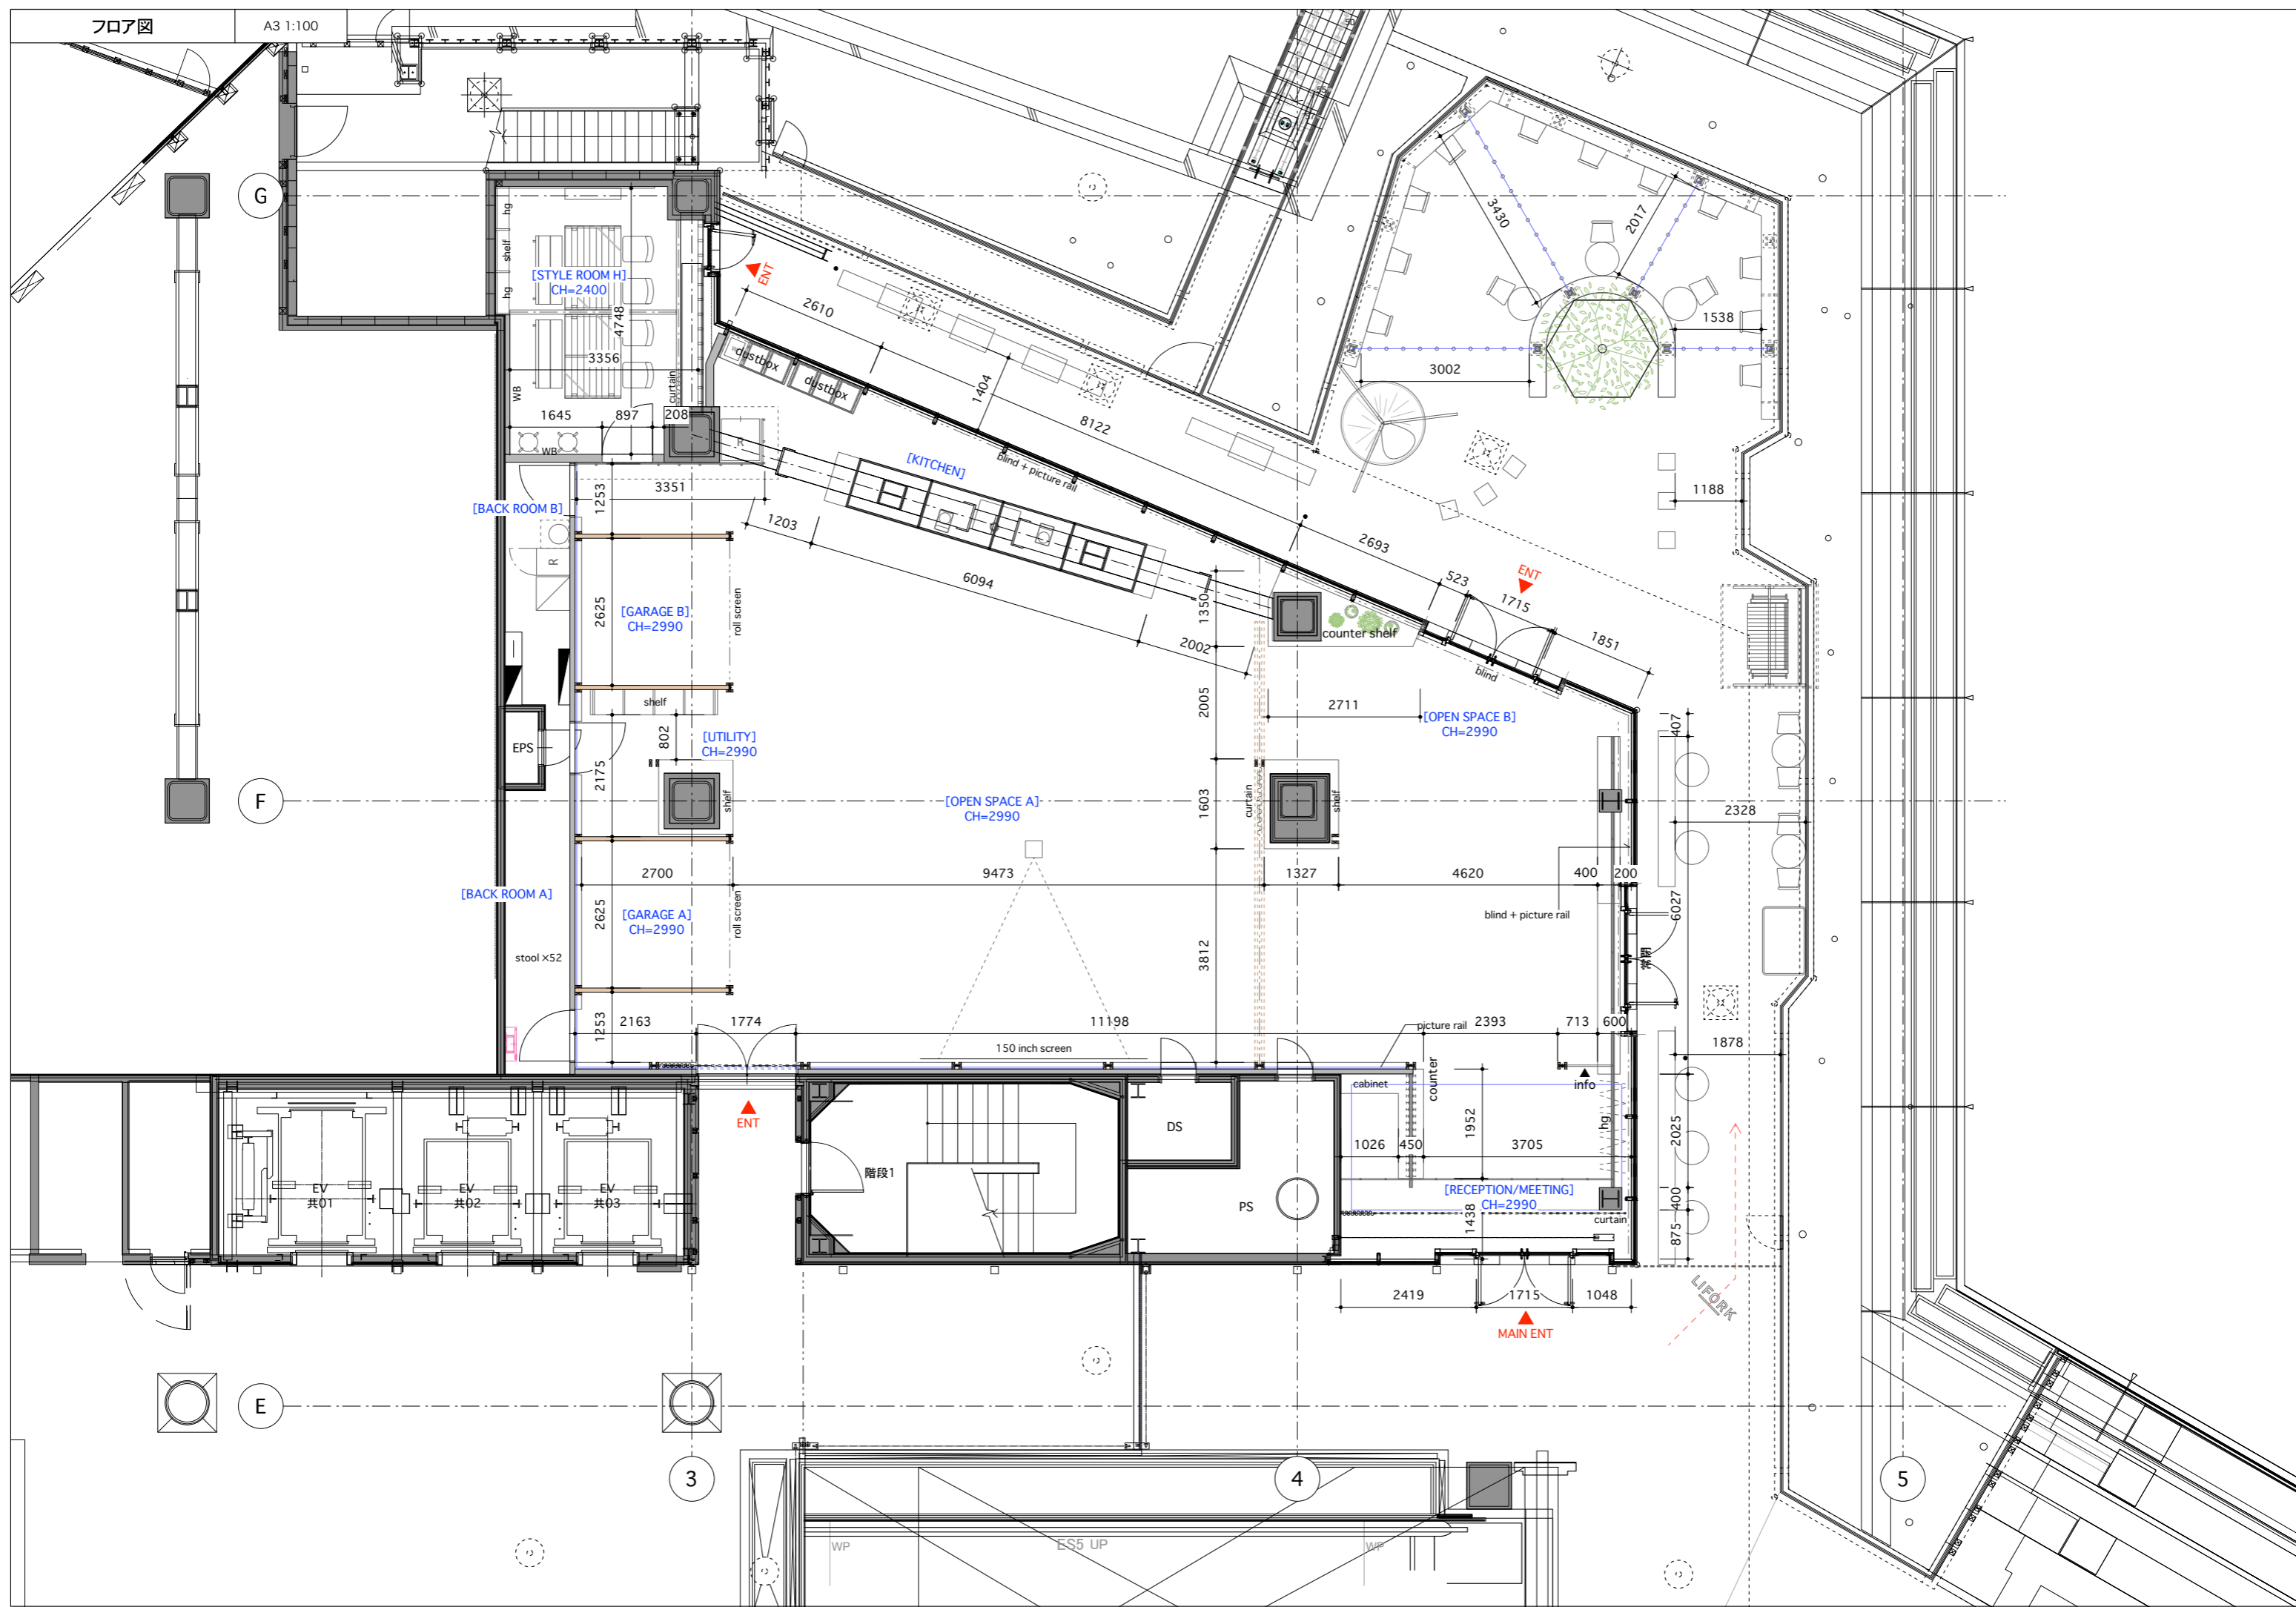 フロア図
A3 1:100
G
F
E
3
4
5
[STYLE ROOM H]
CH=2400
hg
shelf
hg
WB
WB
curtain
4748
3356
1645
897
208
ENT
2610
1404
8122
dustbox
dustbox
R
[KITCHEN]
blind + picture rail
3430
2017
1538
3002
1188
[BACK ROOM B]
1253
3351
1203
6094
2002
2693
523
1715
1851
ENT
R
2625
[GARAGE B]
CH=2990
roll screen
1350
counter shelf
blind
shelf
802
[UTILITY]
CH=2990
2005
2711
[OPEN SPACE B]
CH=2990
407
EPS
2175
shelf
[OPEN SPACE A]
CH=2990
1603
curtain
shelf
2328
2700
9473
1327
4620
400
200
[BACK ROOM A]
2625
[GARAGE A]
CH=2990
roll screen
blind + picture rail
6027
常閉
stool ×52
3812
1253
2163
1774
11198
picture rail
2393
713
600
1878
150 inch screen
cabinet
counter
info
hg
ENT
DS
1952
2025
1026
450
3705
階段1
EV
共01
EV
共02
EV
共03
PS
[RECEPTION/MEETING]
CH=2990
curtain
1438
400
875
2419
1715
1048
MAIN ENT
LIFORK
WP
ES5 UP
WP